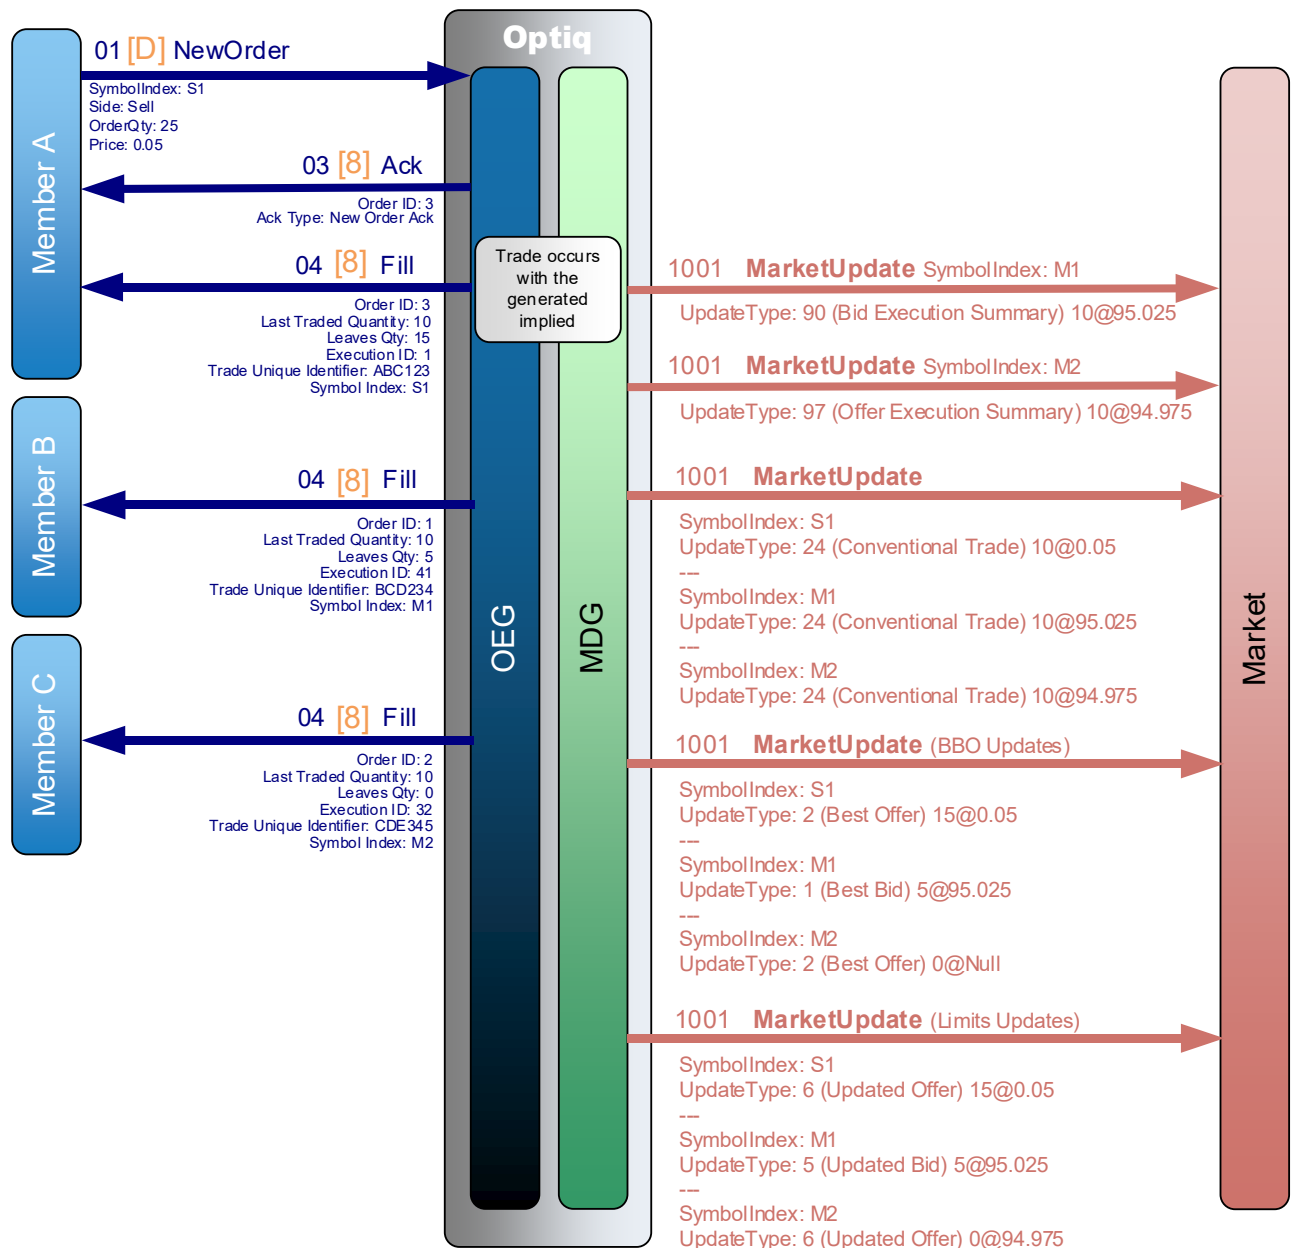 Optiq
01 [D] NewOrder
SymbolIndex: S1
Side: Sell
OrderQty: 25
Price: 0.05
Member A
03 [8] Ack
Order ID: 3
Ack Type: New Order Ack
04 [8] Fill
Order ID: 3
Last Traded Quantity: 10
Leaves Qty: 15
Execution ID: 1
Trade Unique Identifier: ABC123
Symbol Index: S1
Member B
04 [8] Fill
Order ID: 1
Last Traded Quantity: 10
Leaves Qty: 5
Execution ID: 41
Trade Unique Identifier: BCD234
Symbol Index: M1
Member C
04 [8] Fill
Order ID: 2
Last Traded Quantity: 10
Leaves Qty: 0
Execution ID: 32
Trade Unique Identifier: CDE345
Symbol Index: M2
OEG
MDG
Trade occurs
with the
generated
implied
1001 MarketUpdate SymbolIndex: M1
UpdateType: 90 (Bid Execution Summary) 10@95.025
1001 MarketUpdate SymbolIndex: M2
UpdateType: 97 (Offer Execution Summary) 10@94.975
1001 MarketUpdate
SymbolIndex: S1
UpdateType: 24 (Conventional Trade) 10@0.05
---
SymbolIndex: M1
UpdateType: 24 (Conventional Trade) 10@95.025
---
SymbolIndex: M2
UpdateType: 24 (Conventional Trade) 10@94.975
1001 MarketUpdate (BBO Updates)
SymbolIndex: S1
UpdateType: 2 (Best Offer) 15@0.05
---
SymbolIndex: M1
UpdateType: 1 (Best Bid) 5@95.025
---
SymbolIndex: M2
UpdateType: 2 (Best Offer) 0@Null
1001 MarketUpdate (Limits Updates)
SymbolIndex: S1
UpdateType: 6 (Updated Offer) 15@0.05
---
SymbolIndex: M1
UpdateType: 5 (Updated Bid) 5@95.025
---
SymbolIndex: M2
UpdateType: 6 (Updated Offer) 0@94.975
Market